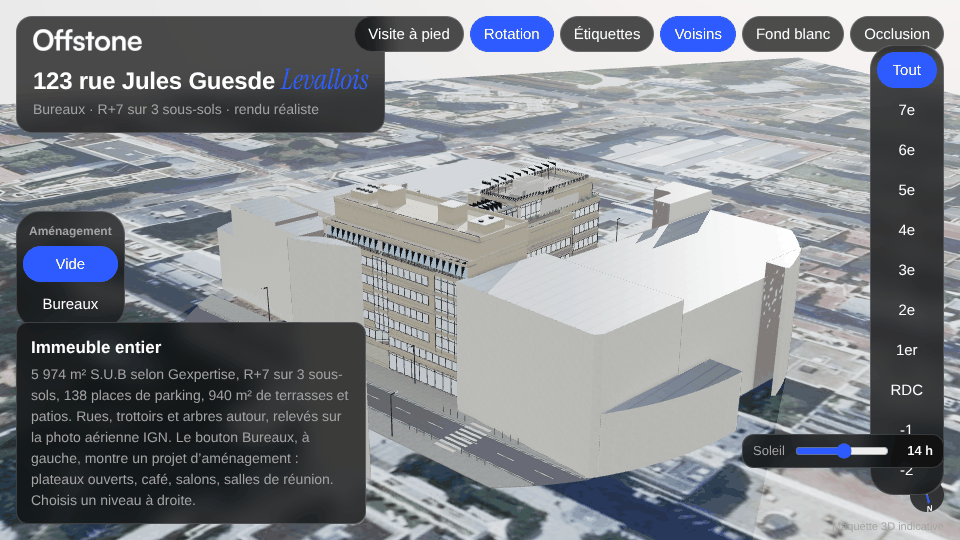 Offstone
123 rue Jules Guesde Levallois
Bureaux · R+7 sur 3 sous-sols · rendu réaliste
Visite à pied
Rotation
Étiquettes
Voisins
Fond blanc
Occlusion
Tout
7e
6e
5e
4e
3e
2e
1er
RDC
-1
-2
Aménagement
Vide
Bureaux
Immeuble entier
5 974 m² S.U.B selon Gexpertise, R+7 sur 3 sous-
sols, 138 places de parking, 940 m² de terrasses et
patios. Rues, trottoirs et arbres autour, relevés sur
la photo aérienne IGN. Le bouton Bureaux, à
gauche, montre un projet d’aménagement :
plateaux ouverts, café, salons, salles de réunion.
Choisis un niveau à droite.
Soleil
14 h
N
Maquette 3D indicative